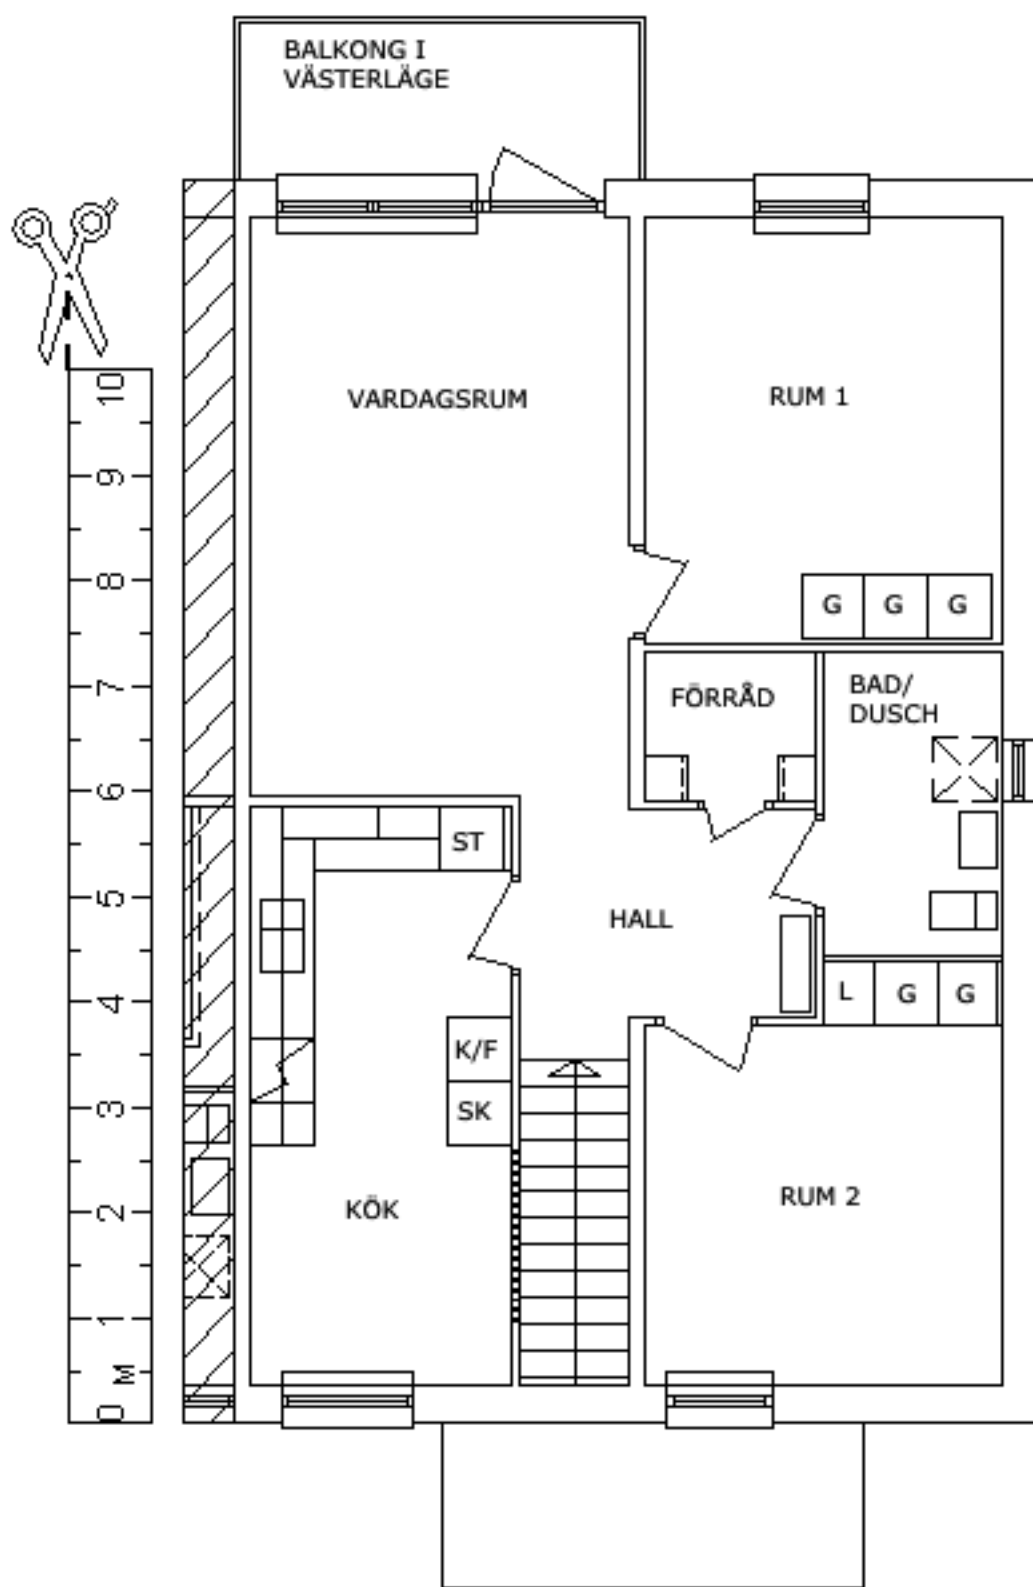 BALKONG I
VÄSTERLÄGE
VARDAGSRUM
RUM 1
G G G
FÖRRÅD
BAD/
DUSCH
ST
HALL
L G G
K/F
SK
KÖK
RUM 2
10
9
8
7
6
5
4
3
2
1
M
0